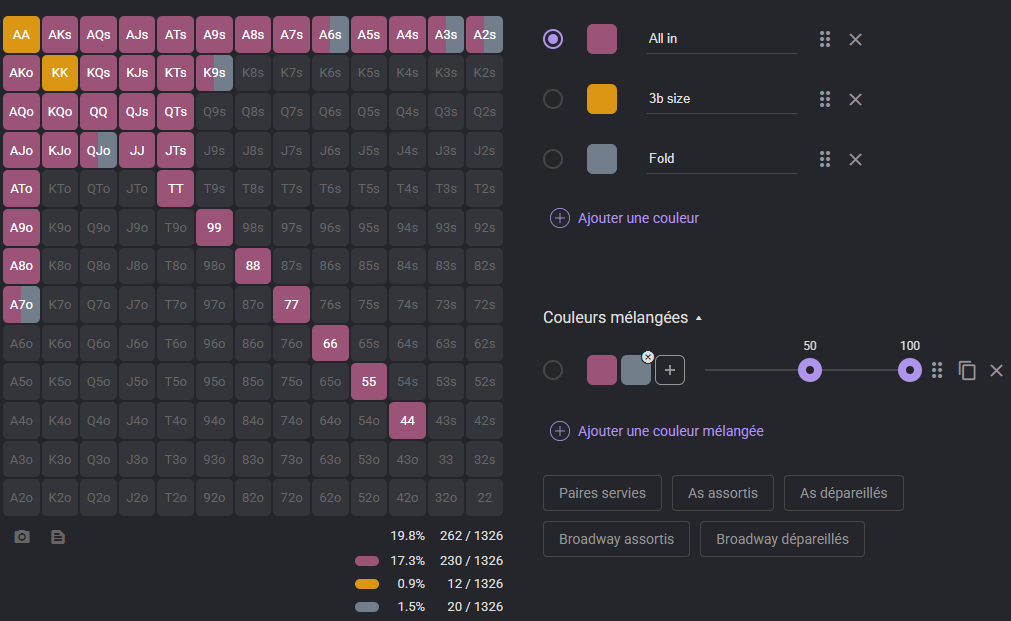 AA AKs AQs AJs ATs A9s A8s A7s A6s A5s A4s A3s A2s
AKo KK KQs KJs KTs K9s K8s K7s K6s K5s K4s K3s K2s
AQo KQo QQ QJs QTs Q9s Q8s Q7s Q6s Q5s Q4s Q3s Q2s
AJo KJo QJo JJ JTs J9s J8s J7s J6s J5s J4s J3s J2s
ATo KTo QTo JTo TT T9s T8s T7s T6s T5s T4s T3s T2s
A9o K9o Q9o J9o T9o 99 98s 97s 96s 95s 94s 93s 92s
A8o K8o Q8o J8o T8o 98o 88 87s 86s 85s 84s 83s 82s
A7o K7o Q7o J7o T7o 97o 87o 77 76s 75s 74s 73s 72s
A6o K6o Q6o J6o T6o 96o 86o 76o 66 65s 64s 63s 62s
A5o K5o Q5o J5o T5o 95o 85o 75o 65o 55 54s 53s 52s
A4o K4o Q4o J4o T4o 94o 84o 74o 64o 54o 44 43s 42s
A3o K3o Q3o J3o T3o 93o 83o 73o 63o 53o 43o 33 32s
A2o K2o Q2o J2o T2o 92o 82o 72o 62o 52o 42o 32o 22
19.8% 262 / 1326
17.3% 230 / 1326
0.9% 12 / 1326
1.5% 20 / 1326
All in
3b size
Fold
Ajouter une couleur
Couleurs mélangées
50 100
Ajouter une couleur mélangée
Paires servies As assortis As dépareillés
Broadway assortis Broadway dépareillés